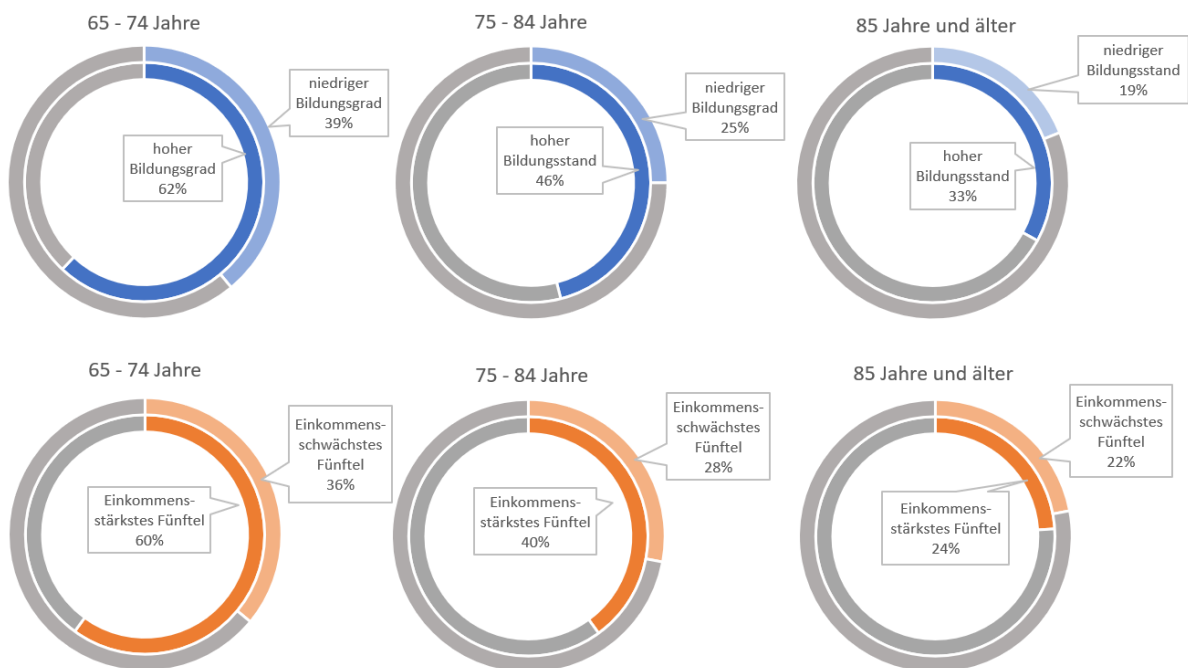 65 - 74 Jahre
niedriger
Bildungsgrad
39%
hoher
Bildungsgrad
62%
75 - 84 Jahre
niedriger
Bildungsgrad
25%
hoher
Bildungsstand
46%
85 Jahre und älter
niedriger
Bildungsstand
19%
hoher
Bildungsstand
33%
65 - 74 Jahre
Einkommens-
schwächstes
Fünftel
36%
Einkommens-
stärkstes Fünftel
60%
75 - 84 Jahre
Einkommens-
schwächstes
Fünftel
28%
Einkommens-
stärkstes Fünftel
40%
85 Jahre und älter
Einkommens-
schwächstes
Fünftel
22%
Einkommens-
stärkstes Fünftel
24%